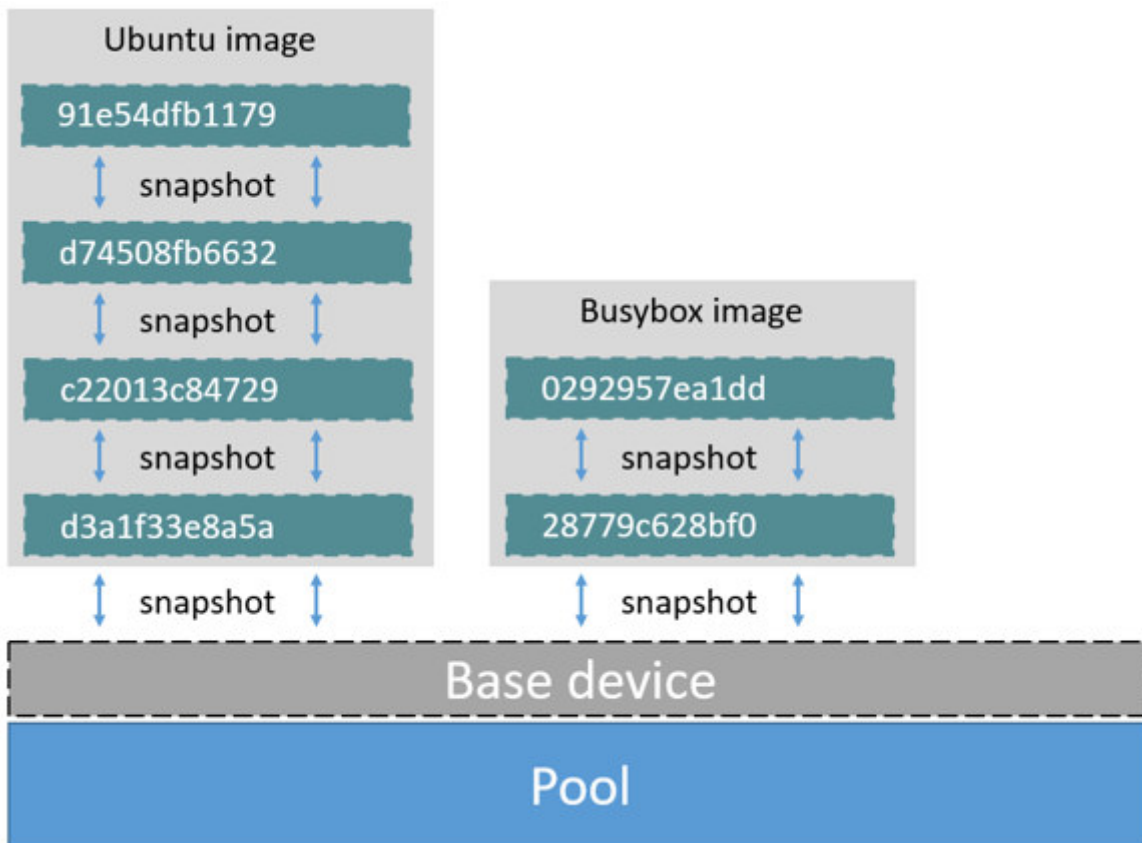 Ubuntu image
91e54dfb1179
snapshot
d74508fb6632
snapshot
c22013c84729
snapshot
d3a1f33e8a5a
snapshot
Busybox image
0292957ea1dd
snapshot
28779c628bf0
snapshot
Base device
Pool